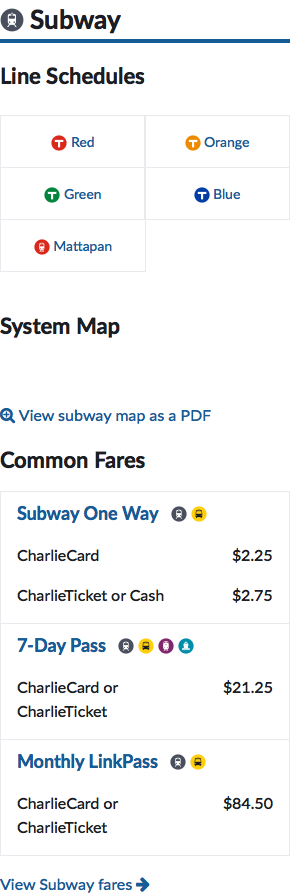 Subway
Line Schedules
Red
Orange
Green
Blue
Mattapan
System Map
View subway map as a PDF
Common Fares
Subway One Way
CharlieCard $2.25
CharlieTicket or Cash $2.75
7-Day Pass
CharlieCard or $21.25
CharlieTicket
Monthly LinkPass
CharlieCard or $84.50
CharlieTicket
View Subway fares